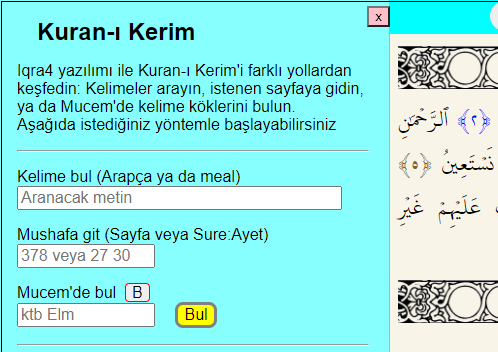 x
Kuran-ı Kerim
Iqra4 yazılımı ile Kuran-ı Kerim'i farklı yollardan
keşfedin: Kelimeler arayın, istenen sayfaya gidin,
ya da Mucem'de kelime köklerini bulun.
Aşağıda istediğiniz yöntemle başlayabilirsiniz
Kelime bul (Arapça ya da meal)
Aranacak metin
Mushafa git (Sayfa veya Sure:Ayet)
378 veya 27 30
Mucem'de bul B
ktb Elm Bul
﴿٢﴾ ٱلرَّحْمَٰنِ
نَسْتَعِينُ ﴿٥﴾
عَلَيْهِمْ غَيْرِ